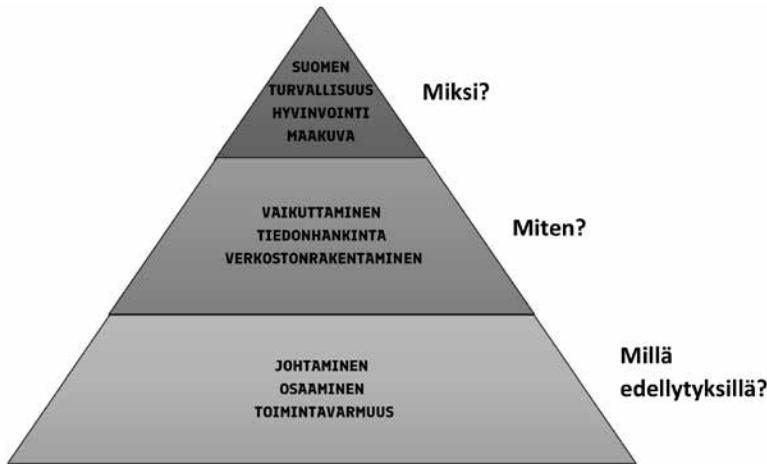 SUOMEN
TURVALLISUUS
HYVINVOINTI
MAAKUVA
Miksi?
VAIKUTTAMINEN
TIEDONHANKINTA
VERKOSTONRAKENTAMINEN
Miten?
JOHTAMINEN
OSAAMINEN
TOIMINTAVARMUUS
Millä
edellytyksillä?